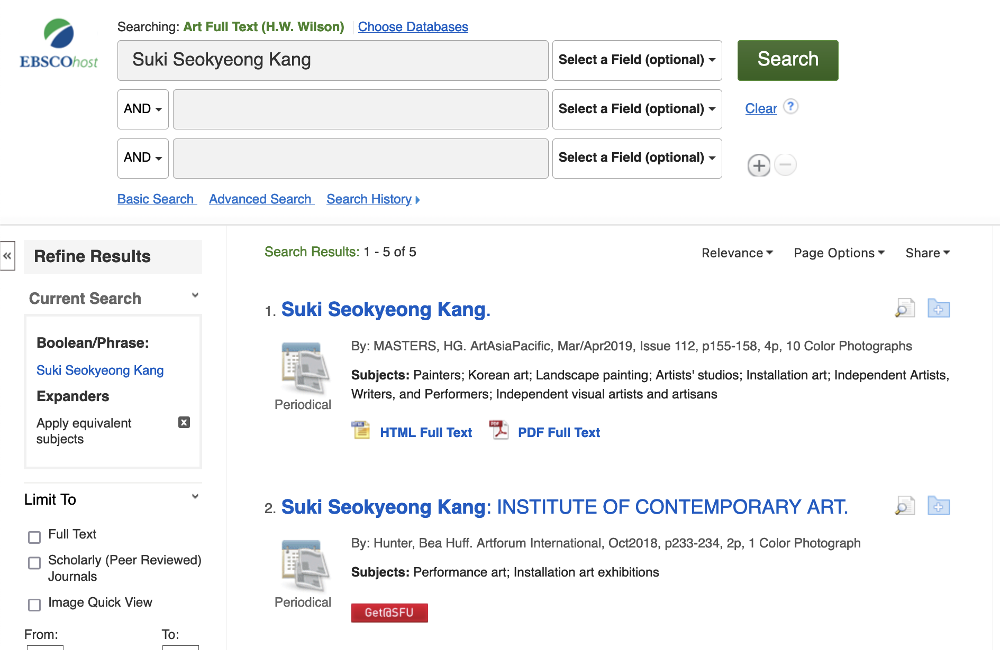 Searching: Art Full Text (H.W. Wilson) Choose Databases
EBSCOhost
Suki Seokyeong Kang Select a Field (optional) Search
AND Select a Field (optional) Clear ?
AND Select a Field (optional)
Basic Search Advanced Search Search History
« Refine Results
Current Search
Boolean/Phrase:
Suki Seokyeong Kang
Expanders
Apply equivalent
subjects
Limit To
Full Text
Scholarly (Peer Reviewed)
Journals
Image Quick View
From: To:
Search Results: 1 - 5 of 5 Relevance Page Options Share
1. Suki Seokyeong Kang.
By: MASTERS, HG. ArtAsiaPacific, Mar/Apr2019, Issue 112, p155-158, 4p, 10 Color Photographs
Subjects: Painters; Korean art; Landscape painting; Artists' studios; Installation art; Independent Artists,
Writers, and Performers; Independent visual artists and artisans
Periodical
HTML Full Text PDF PDF Full Text
2. Suki Seokyeong Kang: INSTITUTE OF CONTEMPORARY ART.
By: Hunter, Bea Huff. Artforum International, Oct2018, p233-234, 2p, 1 Color Photograph
Subjects: Performance art; Installation art exhibitions
Periodical
Get@SFU